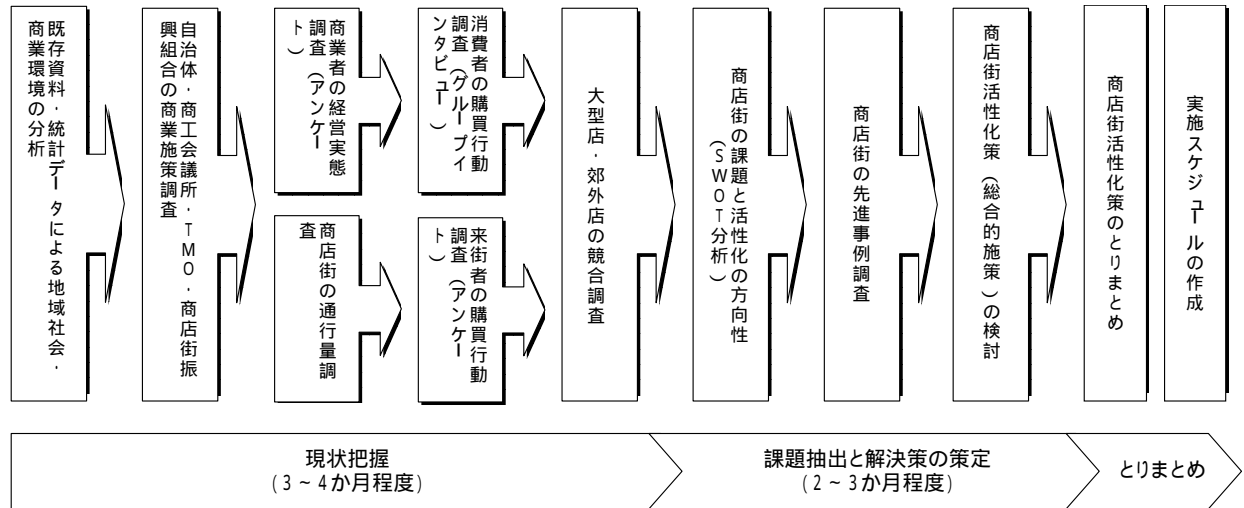 既存資料・統計データによる地域社会・
商業環境の分析
自治体・商工会議所・TMO・商店街振
興組合の商業施策調査
商業者の経営実態
調査(アンケー
ト)
商店街の通行量調
査
消費者の購買行動
調査(グループイ
ンタビュー)
来街者の購買行動
調査(アンケー
ト)
大型店・郊外店の競合調査
商店街の課題と活性化の方向性
(SWOT分析)
商店街の先進事例調査
商店街活性化策(総合的施策)の検討
商店街活性化策のとりまとめ
実施スケジュールの作成
現状把握
(3~4か月程度)
課題抽出と解決策の策定
(2~3か月程度)
とりまとめ